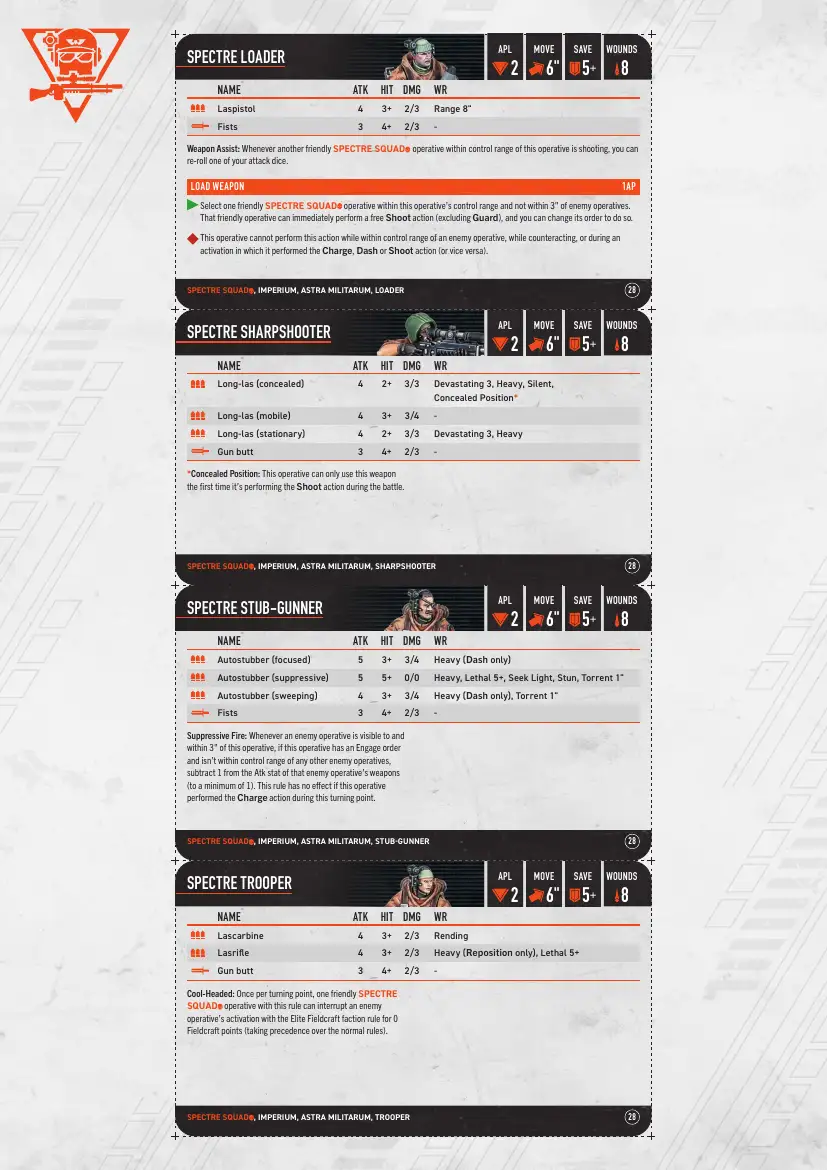 SPECTRE LOADER
APL MOVE SAVE WOUNDS
2 6" 5+ 8
NAME ATK HIT DMG WR
Laspistol 4 3+ 2/3 Range 8"
Fists 3 4+ 2/3 -
Weapon Assist: Whenever another friendly SPECTRE SQUAD operative within control range of this operative is shooting, you can
re-roll one of your attack dice.
LOAD WEAPON 1AP
Select one friendly SPECTRE SQUAD operative within this operative's control range and not within 3" of enemy operatives.
That friendly operative can immediately perform a free Shoot action (excluding Guard), and you can change its order to do so.
This operative cannot perform this action while within control range of an enemy operative, while counteracting, or during an
activation in which it performed the Charge, Dash or Shoot action (or vice versa).
SPECTRE SQUAD, IMPERIUM, ASTRA MILITARUM, LOADER 28
SPECTRE SHARPSHOOTER
APL MOVE SAVE WOUNDS
2 6" 5+ 8
NAME ATK HIT DMG WR
Long-las (concealed) 4 2+ 3/3 Devastating 3, Heavy, Silent,
Concealed Position*
Long-las (mobile) 4 3+ 3/4 -
Long-las (stationary) 4 2+ 3/3 Devastating 3, Heavy
Gun butt 3 4+ 2/3 -
*Concealed Position: This operative can only use this weapon
the first time it's performing the Shoot action during the battle.
SPECTRE SQUAD, IMPERIUM, ASTRA MILITARUM, SHARPSHOOTER 28
SPECTRE STUB-GUNNER
APL MOVE SAVE WOUNDS
2 6" 5+ 8
NAME ATK HIT DMG WR
Autostubber (focused) 5 3+ 3/4 Heavy (Dash only)
Autostubber (suppressive) 5 5+ 0/0 Heavy, Lethal 5+, Seek Light, Stun, Torrent 1"
Autostubber (sweeping) 4 3+ 3/4 Heavy (Dash only), Torrent 1"
Fists 3 4+ 2/3 -
Suppressive Fire: Whenever an enemy operative is visible to and
within 3" of this operative, if this operative has an Engage order
and isn't within control range of any other enemy operatives,
subtract 1 from the Atk stat of that enemy operative's weapons
(to a minimum of 1). This rule has no effect if this operative
performed the Charge action during this turning point.
SPECTRE SQUAD, IMPERIUM, ASTRA MILITARUM, STUB-GUNNER 28
SPECTRE TROOPER
APL MOVE SAVE WOUNDS
2 6" 5+ 8
NAME ATK HIT DMG WR
Lascarbine 4 3+ 2/3 Rending
Lasrifle 4 3+ 2/3 Heavy (Reposition only), Lethal 5+
Gun butt 3 4+ 2/3 -
Cool-Headed: Once per turning point, one friendly SPECTRE
SQUAD operative with this rule can interrupt an enemy
operative's activation with the Elite Fieldcraft faction rule for 0
Fieldcraft points (taking precedence over the normal rules).
SPECTRE SQUAD, IMPERIUM, ASTRA MILITARUM, TROOPER 28